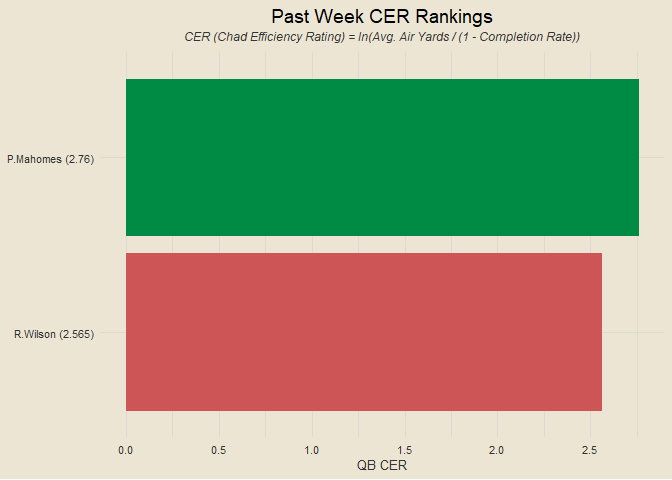 Past Week CER Rankings
CER (Chad Efficiency Rating) = ln(Avg. Air Yards / (1 - Completion Rate))
P.Mahomes (2.76)
R.Wilson (2.565)
0.0 0.5 1.0 1.5 2.0 2.5
QB CER